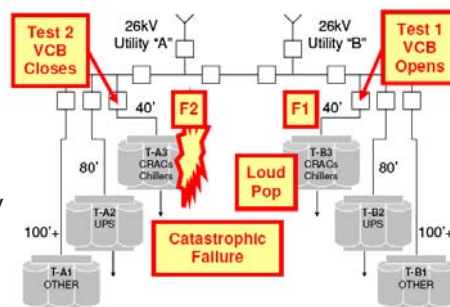 26kV
Utility "A"
26kV
Utility "B"
Test 2
VCB
Closes
Test 1
VCB
Opens
40'
F2
F1
40'
T-A3
CRACs
Chillers
T-B3
CRACs
Chillers
80'
Loud
Pop
80'
T-A2
UPS
T-B2
UPS
Catastrophic
Failure
100'+
100'+
T-A1
OTHER
T-B1
OTHER